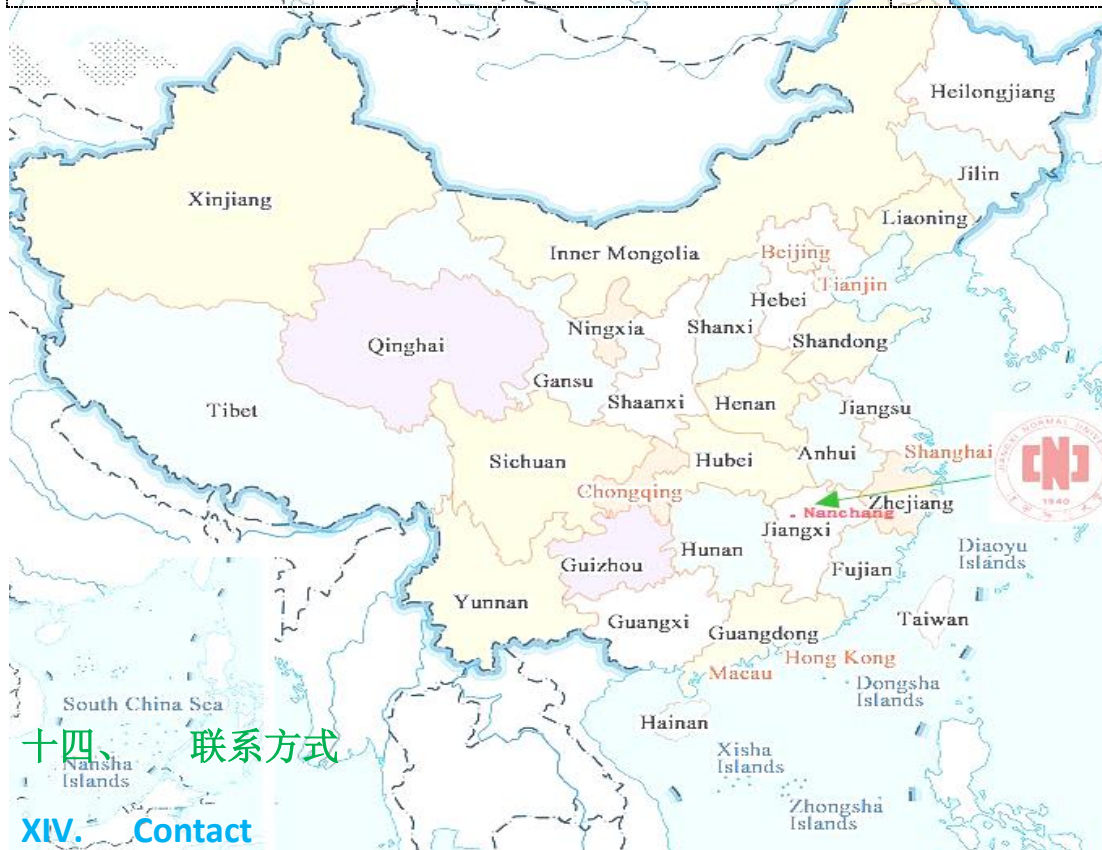 Heilongjiang
Jilin
Xinjiang
Liaoning
Inner Mongolia
Beijing
Tianjin
Hebei
Ningxia
Shanxi
Shandong
Qinghai
Gansu
Shaanxi
Henan
Jiangsu
Tibet
Shanghai
Sichuan
Hubei
Anhui
JIANGXI NORMAL UNIVE
1940
Chongqing
Zhejiang
. Nanchang
Jiangxi
Hunan
Diaoyu
Islands
Guizhou
Fujian
Yunnan
Guangxi
Guangdong
Taiwan
Hong Kong
Macau
Dongsha
Islands
South China Sea
Hainan
十四、 联系方式
Nansha
Islands
Xisha
Islands
Zhongsha
Islands
XIV. Contact